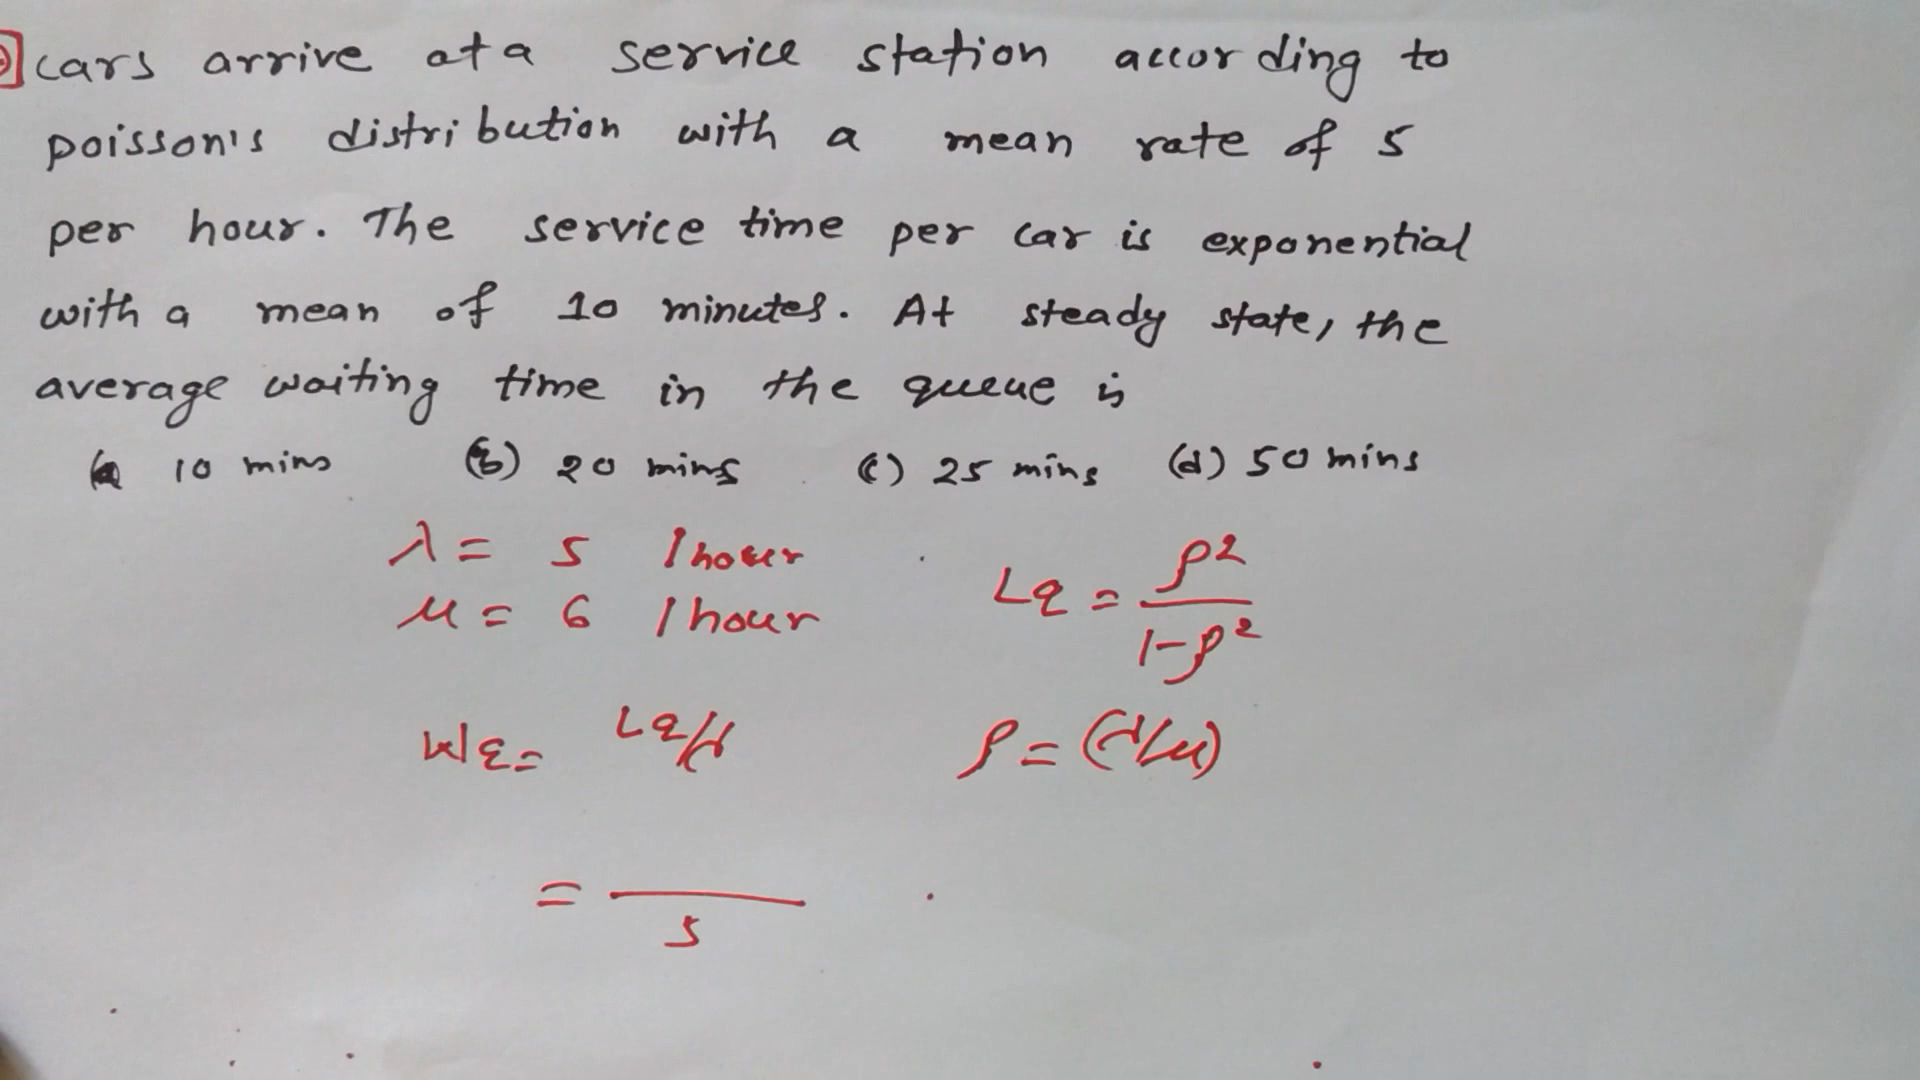 cars arrive at a service station according to
poisson's distribution with a mean rate of 5
per hour. The service time per car is exponential
with a mean of 10 minutes. At steady state, the
average waiting time in the queue is
(a 10 mins (b) 20 mins (c) 25 mins (d) 50 mins
λ = 5 /hour
μ = 6 /hour
Lq = ρ²/1-ρ²
Wq = Lq/λ
ρ = (λ/μ)
= —
5